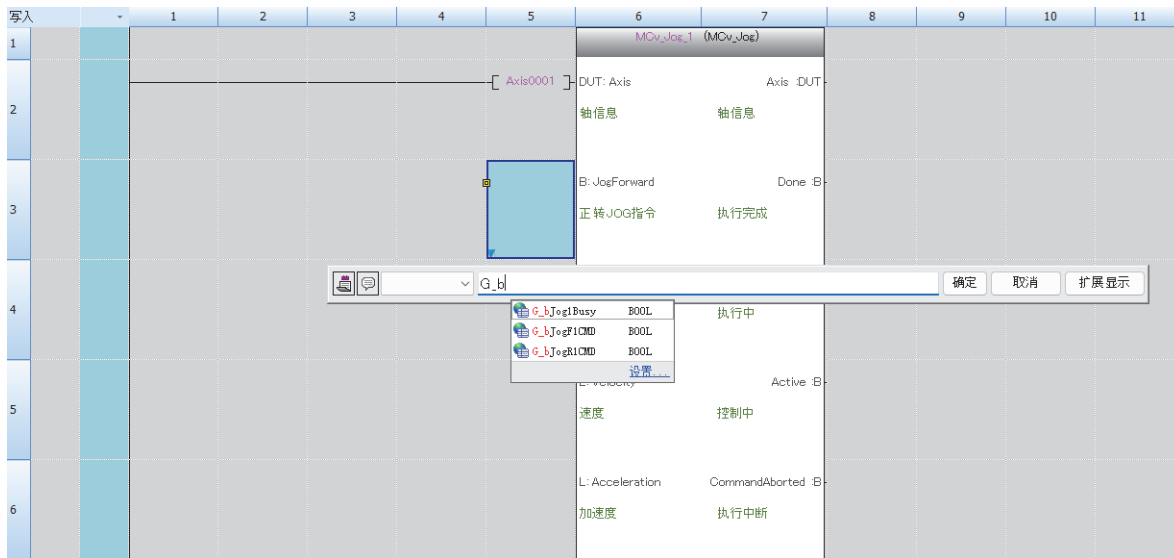 写入 1 2 3 4 5 6 7 8 9 10 11
1 MCv_Jog_1 (MCv_Jog)
Axis0001 DUT: Axis Axis :DUT
2 轴信息 轴信息
B: JogForward Done :B
3 正转JOG指令 执行完成
G_b 确定 取消 扩展显示
4 G_bJog1Busy BOOL 执行中
G_bJogF1CMD BOOL
G_bJogR1CMD BOOL
设置...
L: Velocity Active :B
5 速度 控制中
L: Acceleration CommandAborted :B
6 加速度 执行中断